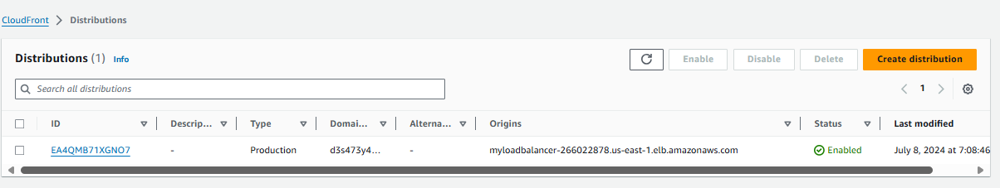 CloudFront > Distributions
Distributions (1) Info
Enable Disable Delete Create distribution
Search all distributions
1
ID Descrip... Type Domai... Alterna... Origins Status Last modified
EA4QMB71XGNO7 - Production d3s473y4... - myloadbalancer-266022878.us-east-1.elb.amazonaws.com Enabled July 8, 2024 at 7:08:46